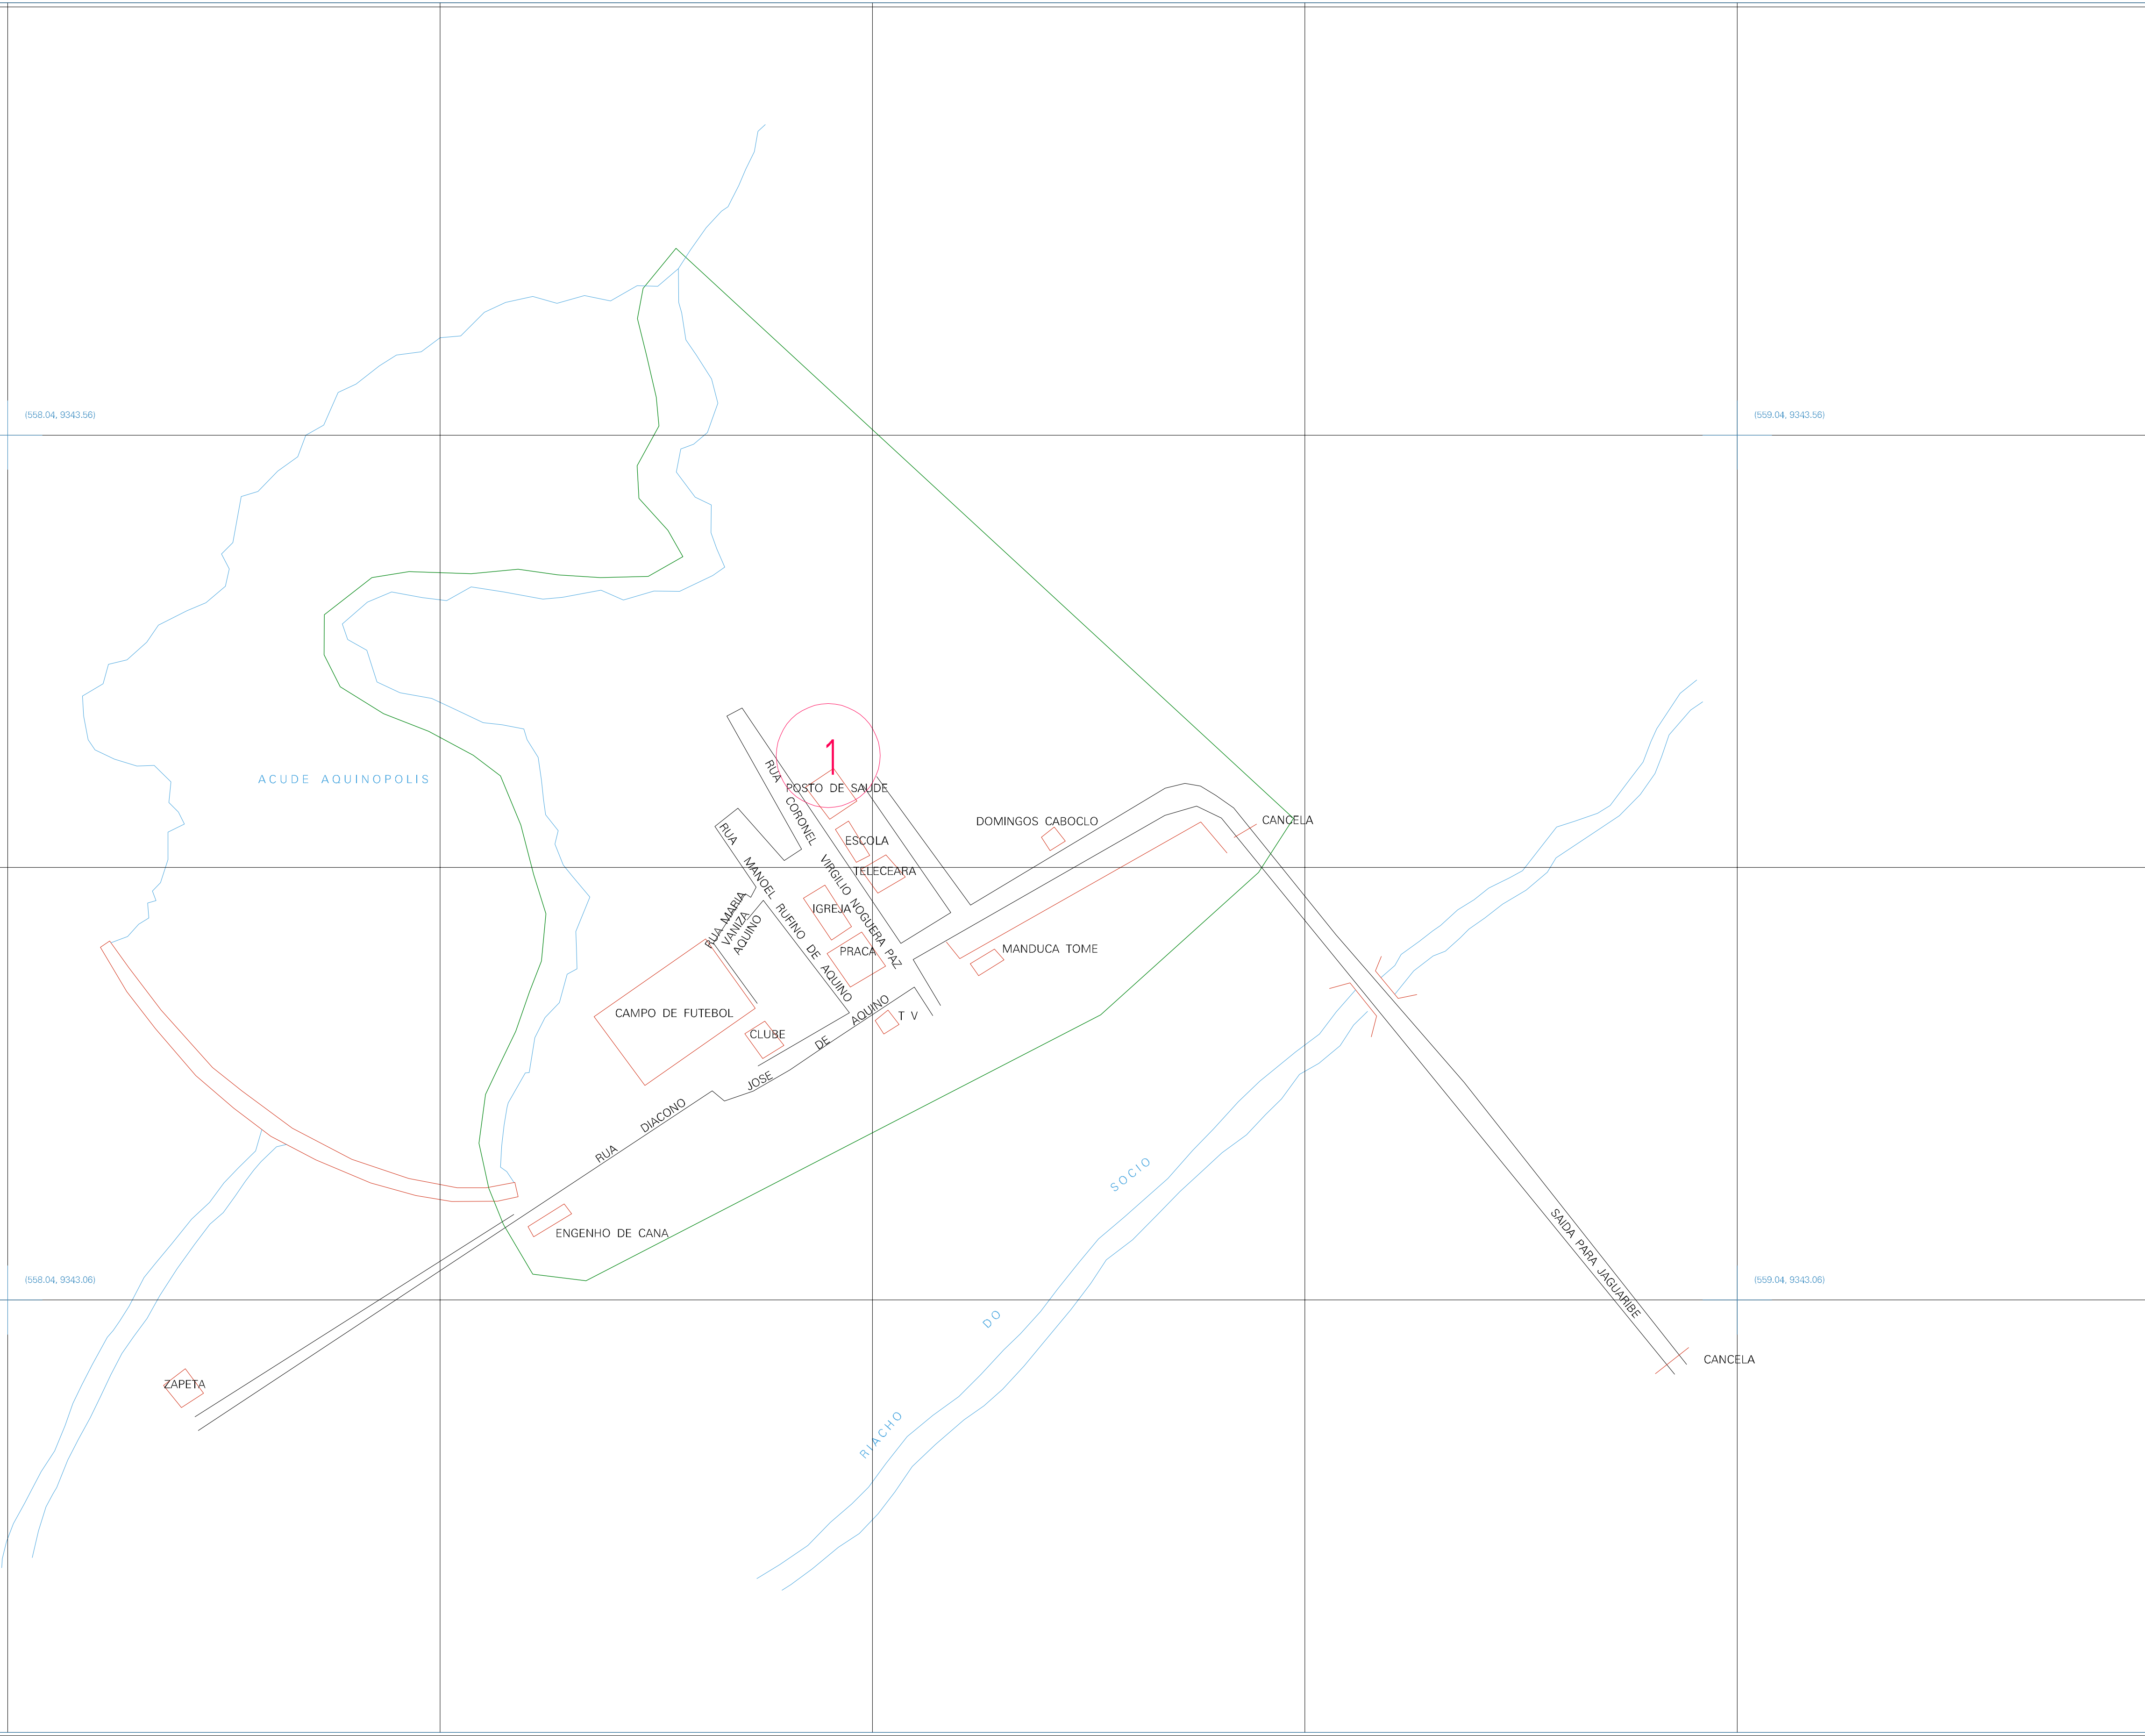 (558.04, 9343.56)
(559.04, 9343.56)
1
RUA CORONEL VIRGILIO NOGUERA PAZ
ACUDE AQUINOPOLIS
POSTO DE SAUDE
DOMINGOS CABOCLO
CANCELA
RUA MANOEL RUFINO DE AQUINO
ESCOLA
TELECEARA
RUA MARIA
VANIZA
AQUINO
IGREJA
PRACA
MANDUCA TOME
CAMPO DE FUTEBOL
T V
CLUBE
RUA DIACONO JOSE DE AQUINO
ENGENHO DE CANA
RIACHO DO SOCIO
SAIDA PARA JAGUARIBE
(558.04, 9343.06)
(559.04, 9343.06)
CANCELA
ZAPETA